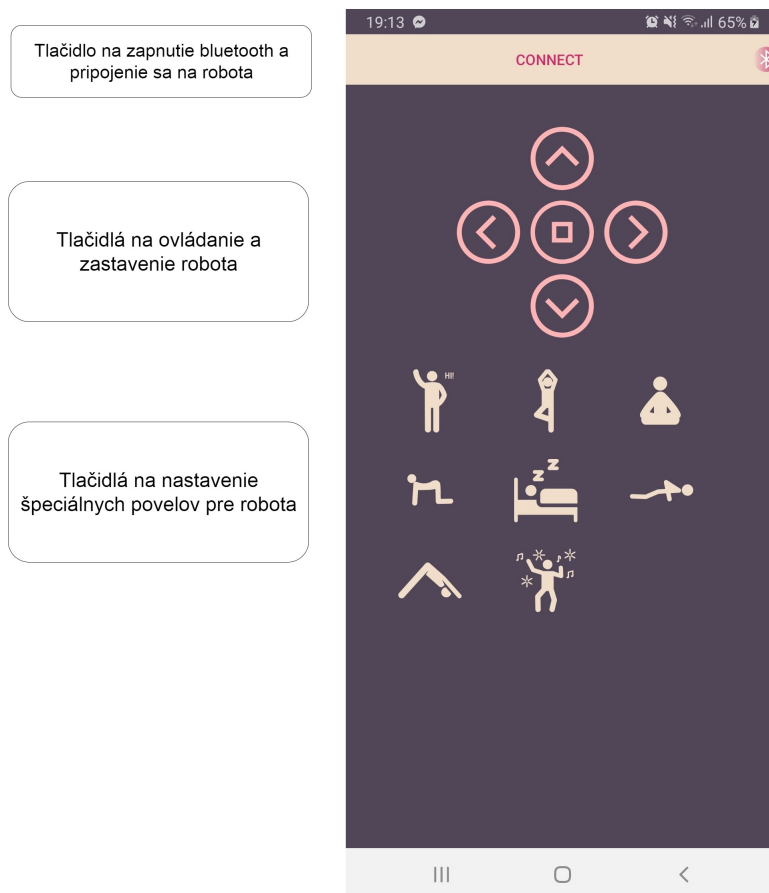 Tlačidlo na zapnutie bluetooth a
pripojenie sa na robota
Tlačidlá na ovládanie a
zastavenie robota
Tlačidlá na nastavenie
špeciálnych povelov pre robota
19:13
65%
CONNECT
HI!
z z